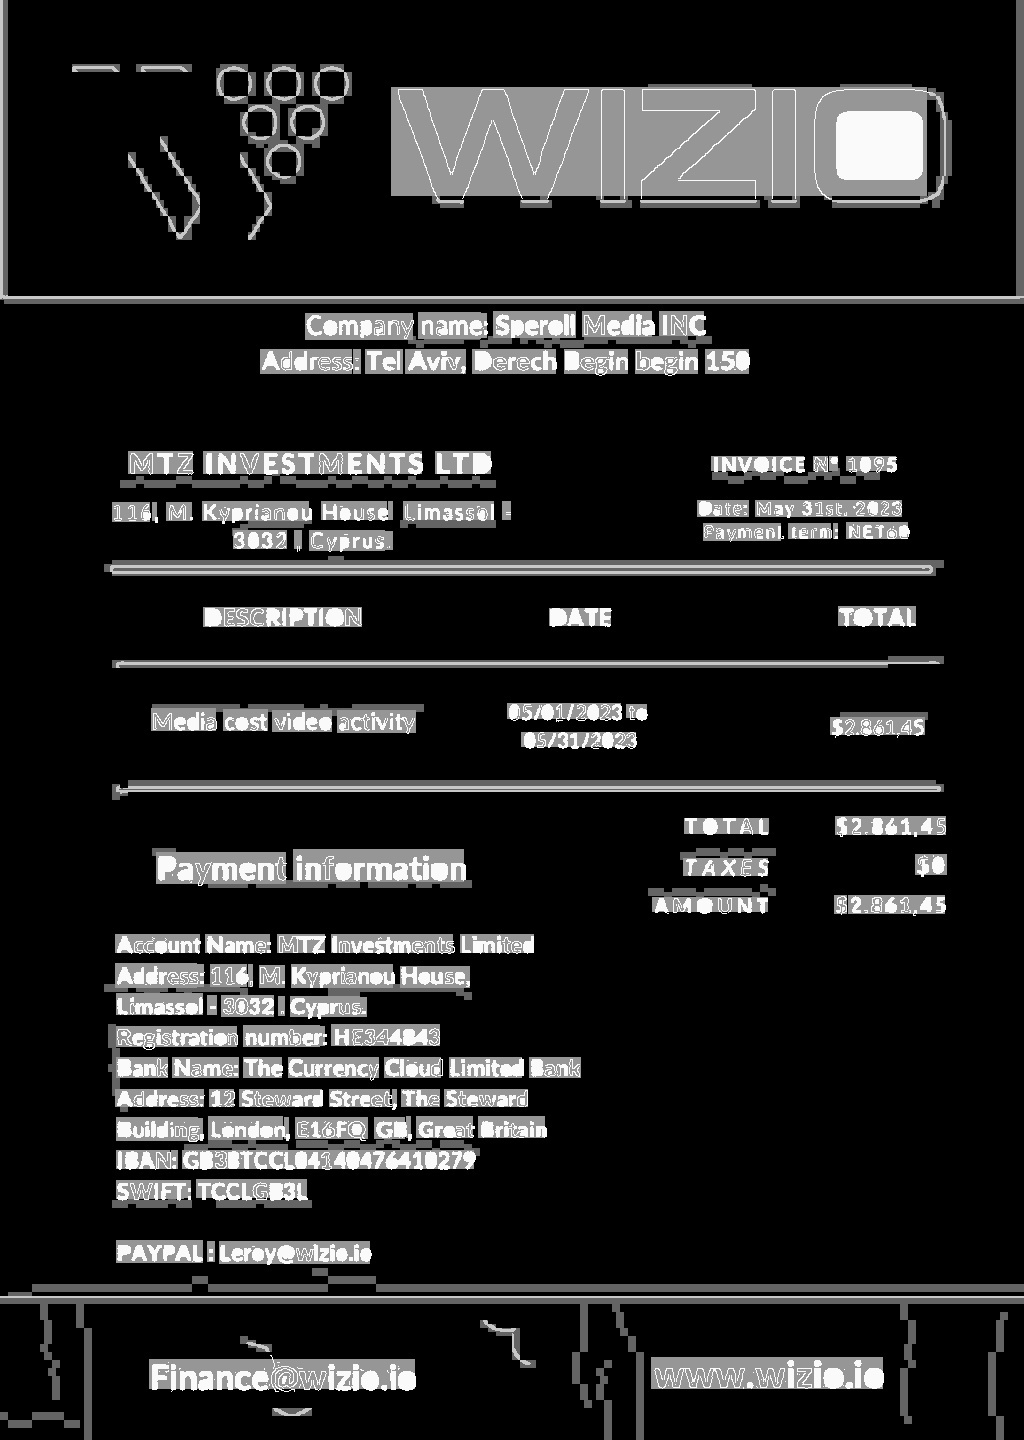 WIZIO
Company name: Speroll Media INC
Address: Tel Aviv, Derech Begin begin 150
MTZ INVESTMENTS LTD
116, M. Kyprianou House, Limassol -
3032 , Cyprus.
INVOICE N° 1095
Date: May 31st, 2023
Payment term: NET60
DESCRIPTION DATE TOTAL
Media cost video activity
05/01/2023 to
05/31/2023
$2.861,45
TOTAL $2.861,45
TAXES $0
AMOUNT $2.861,45
Payment information
Account Name: MTZ Investments Limited
Address: 116, M. Kyprianou House,
Limassol - 3032 , Cyprus.
Registration number: HE344843
Bank Name: The Currency Cloud Limited Bank
Address: 12 Steward Street, The Steward
Building, London, E16FQ GB, Great Britain
IBAN:
SWIFT: TCCLGB3L
PAYPAL : Leroy@wizio.io
Finance@wizio.io
www.wizio.io